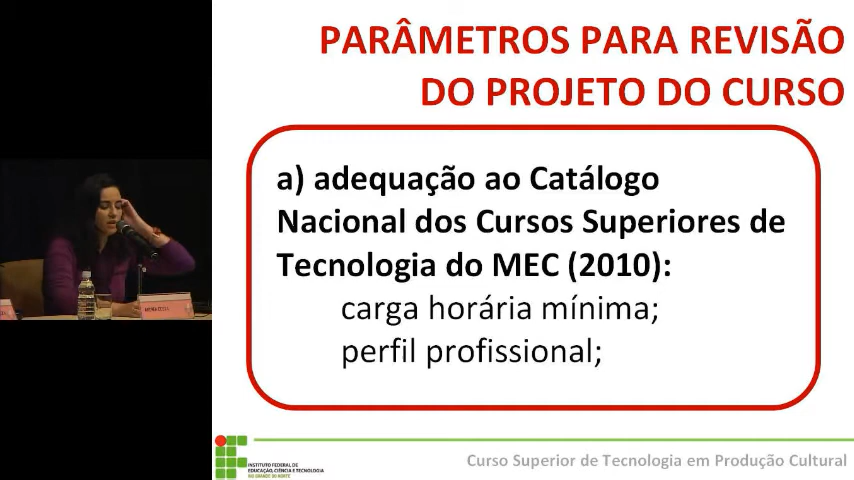 PARÂMETROS PARA REVISÃO
DO PROJETO DO CURSO
a) adequação ao Catálogo
Nacional dos Cursos Superiores de
Tecnologia do MEC (2010):
carga horária mínima;
perfil profissional;
INSTITUTO FEDERAL DE
EDUCAÇÃO, CIÊNCIA E TECNOLOGIA
RIO GRANDE DO NORTE
Curso Superior de Tecnologia em Produção Cultural